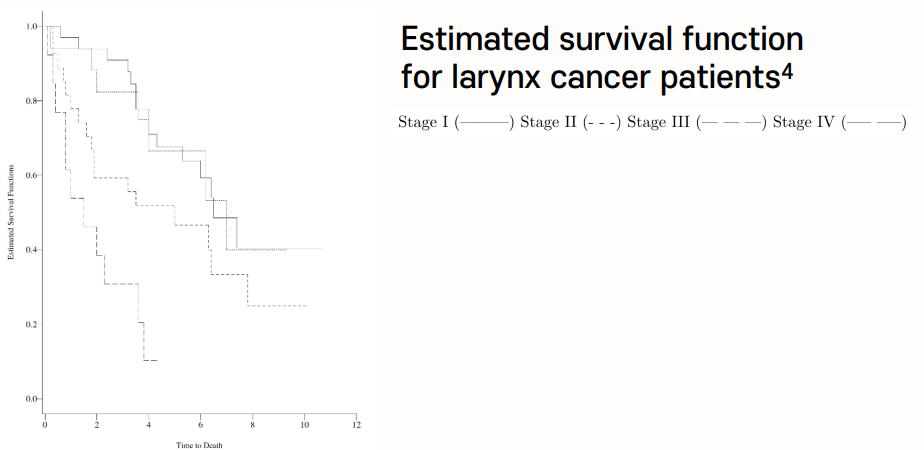 Estimated survival function
for larynx cancer patients⁴
Stage I (———) Stage II (- - -) Stage III (— — —) Stage IV (—— ——)
Estimated Survival Functions
1.0
0.8
0.6
0.4
0.2
0.0
0 2 4 6 8 10 12
Time to Death